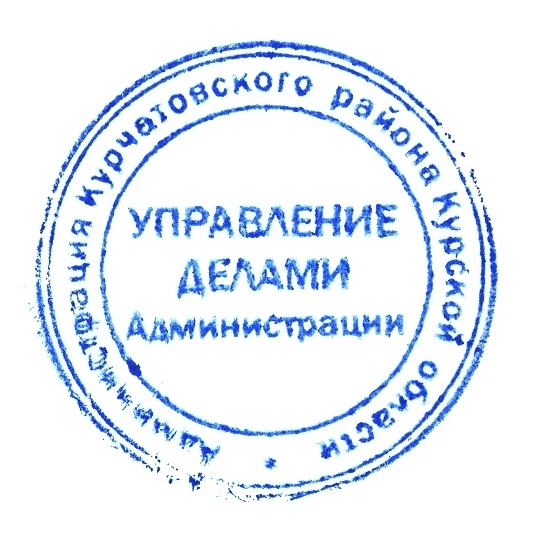 Администрация Курчатовского района Курской области *
УПРАВЛЕНИЕ
ДЕЛАМИ
Администрации